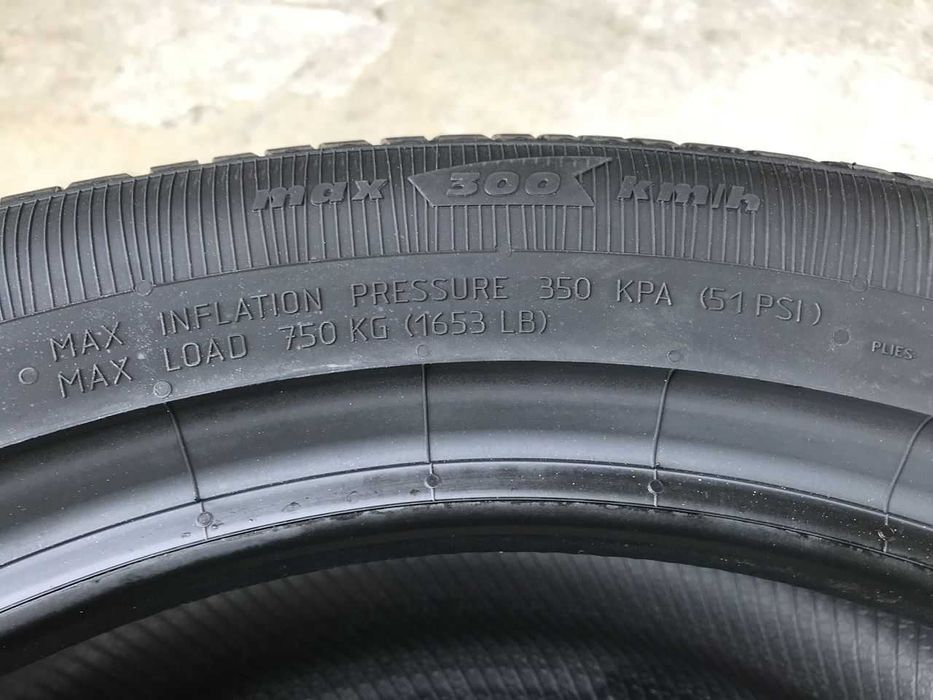 max 300 km/h
MAX INFLATION PRESSURE 350 KPA (51 PSI)
MAX LOAD 750 KG (1653 LB)
PLIES